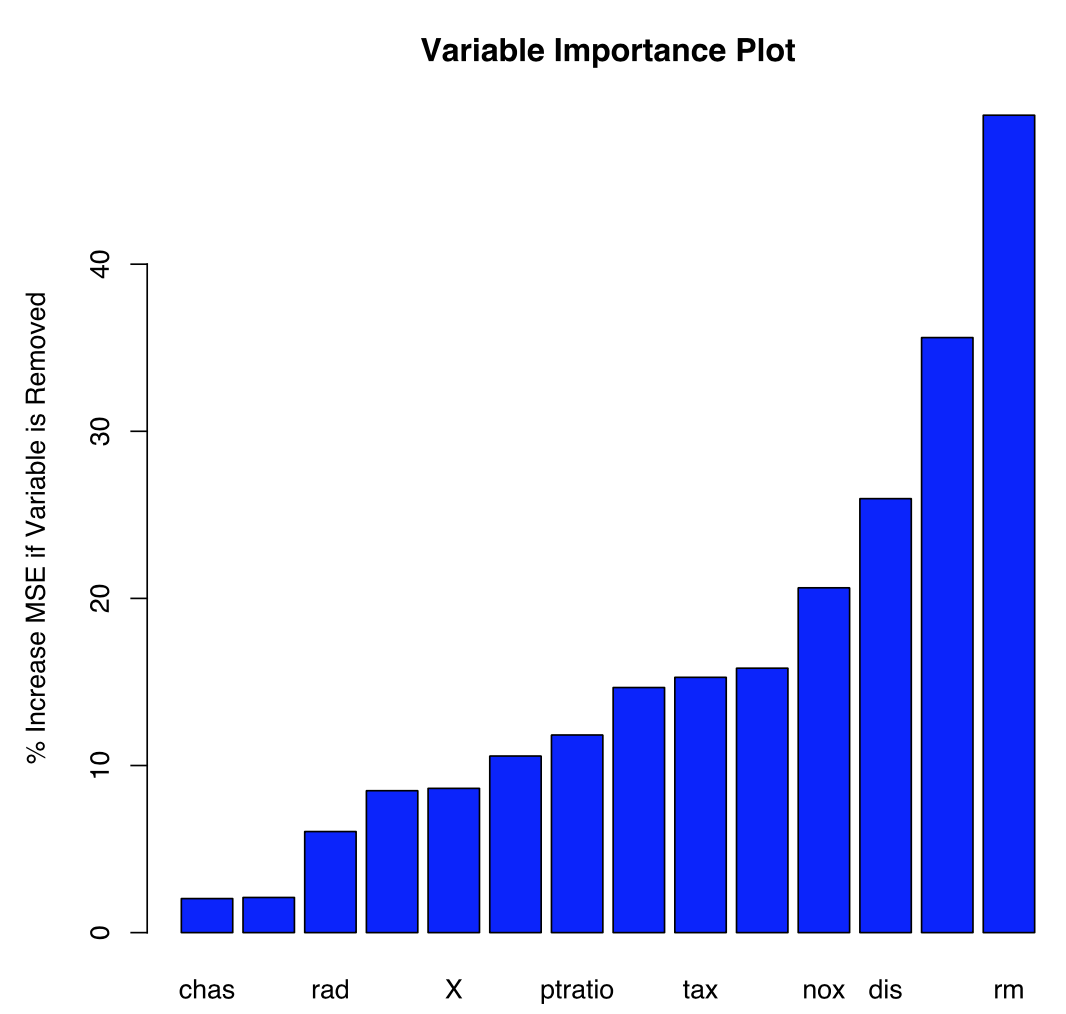 Variable Importance Plot
% Increase MSE if Variable is Removed
40
30
20
10
0
chas rad X ptratio tax nox dis rm